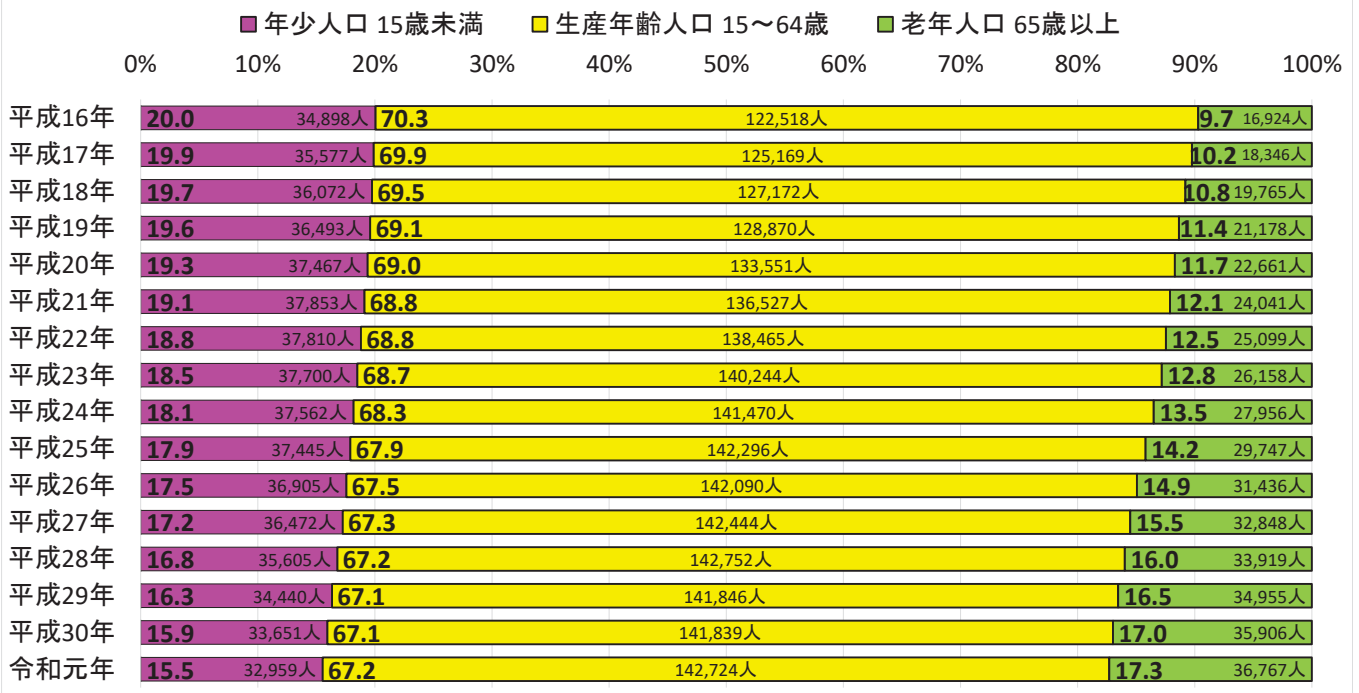 年少人口 15歳未満 生産年齢人口 15～64歳 老年人口 65歳以上
0% 10% 20% 30% 40% 50% 60% 70% 80% 90% 100%
平成16年 20.0 34,898人 70.3 122,518人 9.7 16,924人
平成17年 19.9 35,577人 69.9 125,169人 10.2 18,346人
平成18年 19.7 36,072人 69.5 127,172人 10.8 19,765人
平成19年 19.6 36,493人 69.1 128,870人 11.4 21,178人
平成20年 19.3 37,467人 69.0 133,551人 11.7 22,661人
平成21年 19.1 37,853人 68.8 136,527人 12.1 24,041人
平成22年 18.8 37,810人 68.8 138,465人 12.5 25,099人
平成23年 18.5 37,700人 68.7 140,244人 12.8 26,158人
平成24年 18.1 37,562人 68.3 141,470人 13.5 27,956人
平成25年 17.9 37,445人 67.9 142,296人 14.2 29,747人
平成26年 17.5 36,905人 67.5 142,090人 14.9 31,436人
平成27年 17.2 36,472人 67.3 142,444人 15.5 32,848人
平成28年 16.8 35,605人 67.2 142,752人 16.0 33,919人
平成29年 16.3 34,440人 67.1 141,846人 16.5 34,955人
平成30年 15.9 33,651人 67.1 141,839人 17.0 35,906人
令和元年 15.5 32,959人 67.2 142,724人 17.3 36,767人